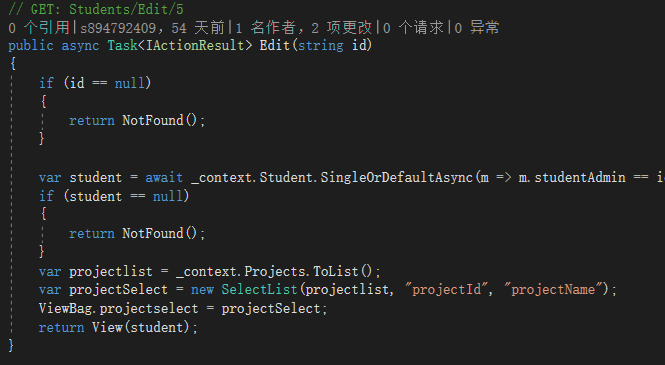 // GET: Students/Edit/5
0 个引用|s894792409，54 天前|1 名作者，2 项更改|0 个请求|0 异常
public async Task<IActionResult> Edit(string id)
{
if (id == null)
{
return NotFound();
}
var student = await _context.Student.SingleOrDefaultAsync(m => m.studentAdmin == i
if (student == null)
{
return NotFound();
}
var projectlist = _context.Projects.ToList();
var projectSelect = new SelectList(projectlist, "projectId", "projectName");
ViewBag.projectselect = projectSelect;
return View(student);
}